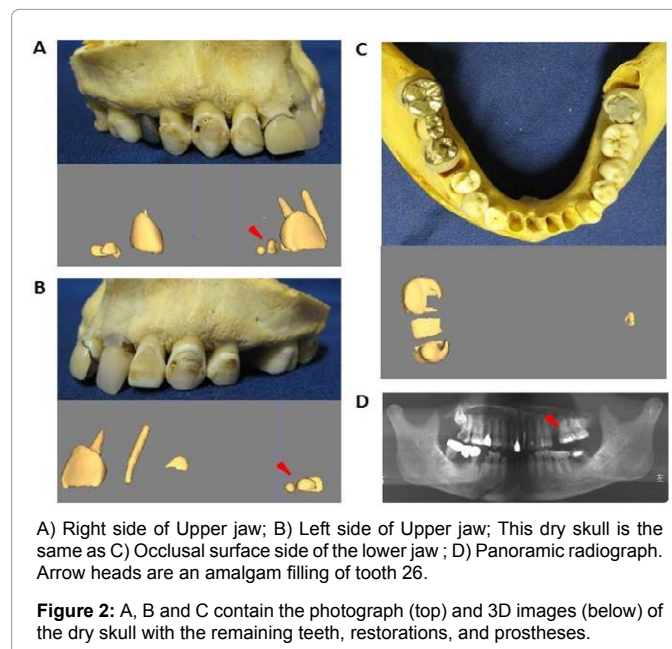 A
C
B
D
A) Right side of Upper jaw; B) Left side of Upper jaw; This dry skull is the
same as C) Occlusal surface side of the lower jaw ; D) Panoramic radiograph.
Arrow heads are an amalgam filling of tooth 26.
Figure 2: A, B and C contain the photograph (top) and 3D images (below) of
the dry skull with the remaining teeth, restorations, and prostheses.